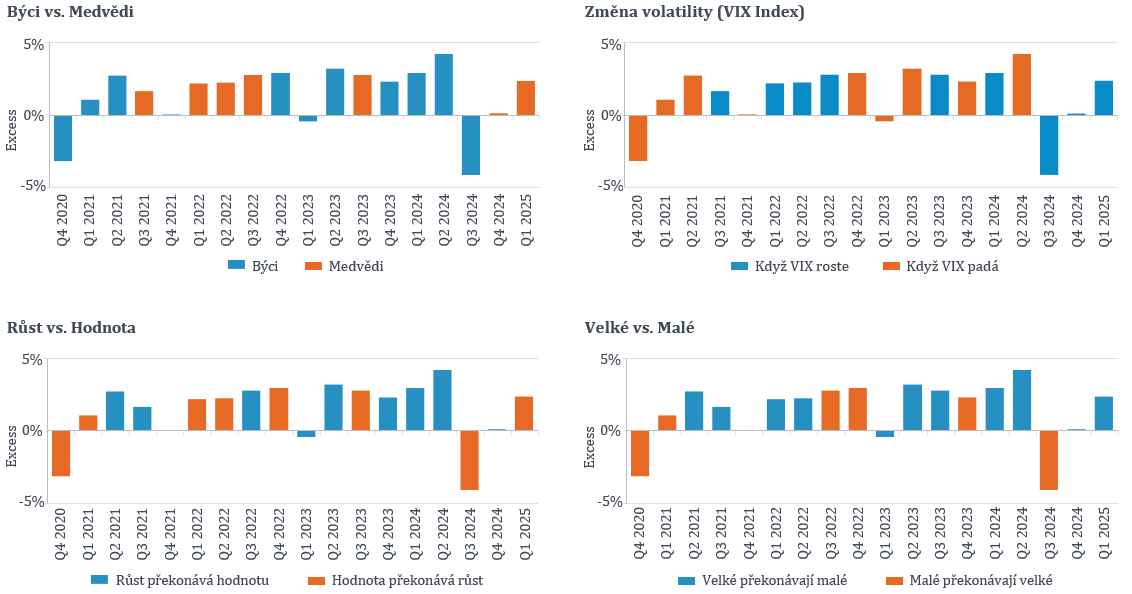 Býci vs. Medvědi
5%
0%
-5%
Excess
Q4 2020
Q1 2021
Q2 2021
Q3 2021
Q4 2021
Q1 2022
Q2 2022
Q3 2022
Q4 2022
Q1 2023
Q2 2023
Q3 2023
Q4 2023
Q1 2024
Q2 2024
Q3 2024
Q4 2024
Q1 2025
Býci
Medvědi
Změna volatility (VIX Index)
5%
0%
-5%
Excess
Q4 2020
Q1 2021
Q2 2021
Q3 2021
Q4 2021
Q1 2022
Q2 2022
Q3 2022
Q4 2022
Q1 2023
Q2 2023
Q3 2023
Q4 2023
Q1 2024
Q2 2024
Q3 2024
Q4 2024
Q1 2025
Když VIX roste
Když VIX padá
Růst vs. Hodnota
5%
0%
-5%
Excess
Q4 2020
Q1 2021
Q2 2021
Q3 2021
Q4 2021
Q1 2022
Q2 2022
Q3 2022
Q4 2022
Q1 2023
Q2 2023
Q3 2023
Q4 2023
Q1 2024
Q2 2024
Q3 2024
Q4 2024
Q1 2025
Růst překonává hodnotu
Hodnota překonává růst
Velké vs. Malé
5%
0%
-5%
Excess
Q4 2020
Q1 2021
Q2 2021
Q3 2021
Q4 2021
Q1 2022
Q2 2022
Q3 2022
Q4 2022
Q1 2023
Q2 2023
Q3 2023
Q4 2023
Q1 2024
Q2 2024
Q3 2024
Q4 2024
Q1 2025
Velké překonávají malé
Malé překonávají velké